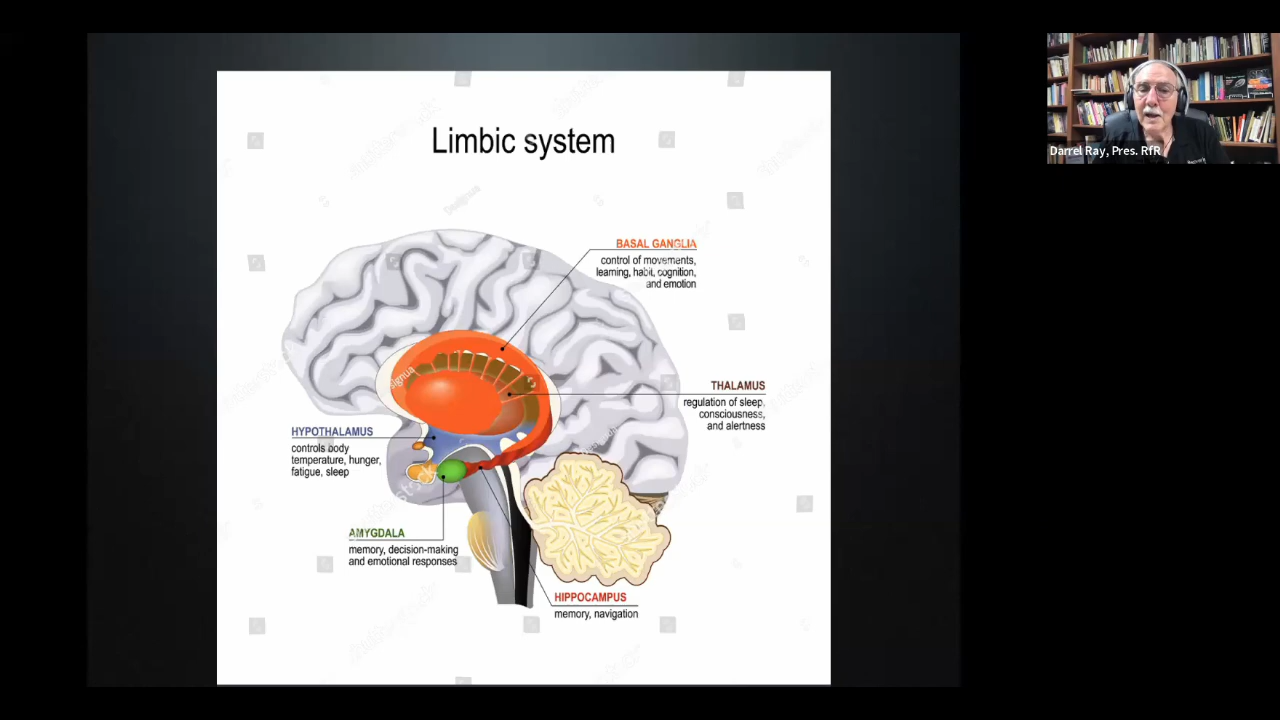 Limbic system
BASAL GANGLIA
control of movements,
learning, habit, cognition,
and emotion
THALAMUS
regulation of sleep,
consciousness,
and alertness
HYPOTHALAMUS
controls body
temperature, hunger,
fatigue, sleep
AMYGDALA
memory, decision-making
and emotional responses
HIPPOCAMPUS
memory, navigation
Designua
Darrel Ray, Pres. RfR